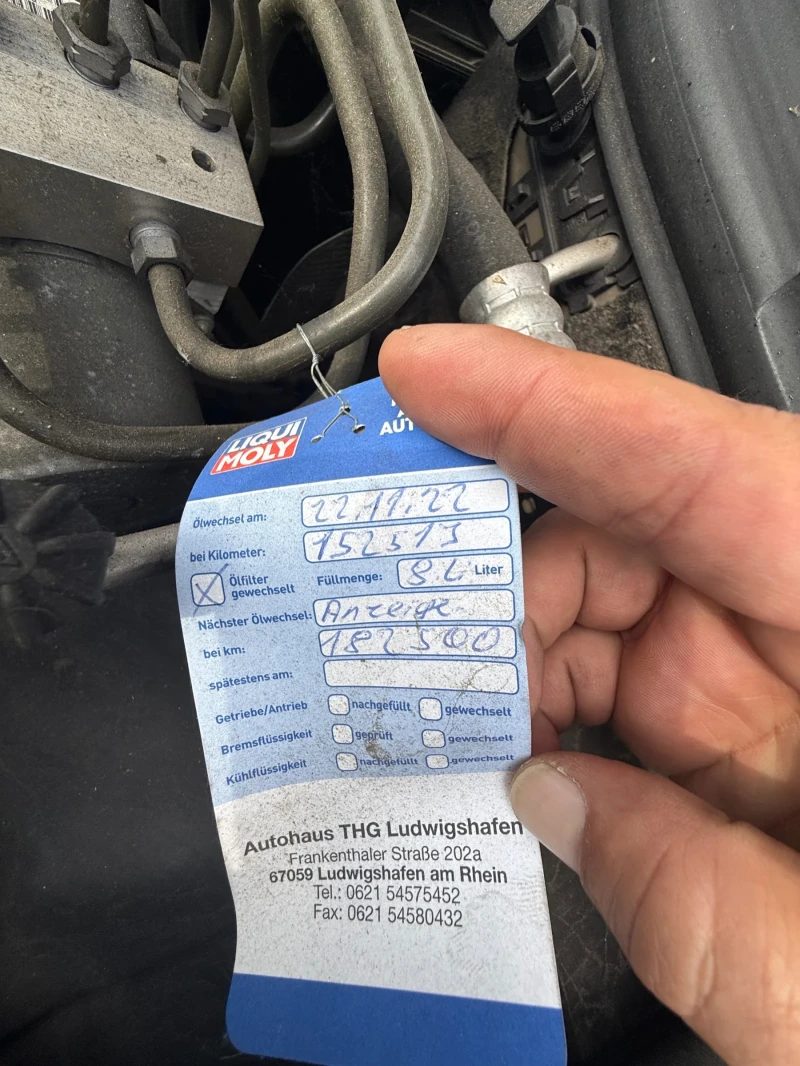 LIQUI
MOLY
Ölwechsel am: 22.11.22
bei Kilometer: 152513
X Ölfilter gewechselt Füllmenge: 8 L Liter
Nächster Ölwechsel: Anzeige
bei km: 182500
spätestens am:
Getriebe/Antrieb nachgefüllt gewechselt
Bremsflüssigkeit geprüft gewechselt
Kühlflüssigkeit nachgefüllt gewechselt
Autohaus THG Ludwigshafen
Frankenthaler Straße 202a
67059 Ludwigshafen am Rhein
Tel.: 0621 54575452
Fax: 0621 54580432